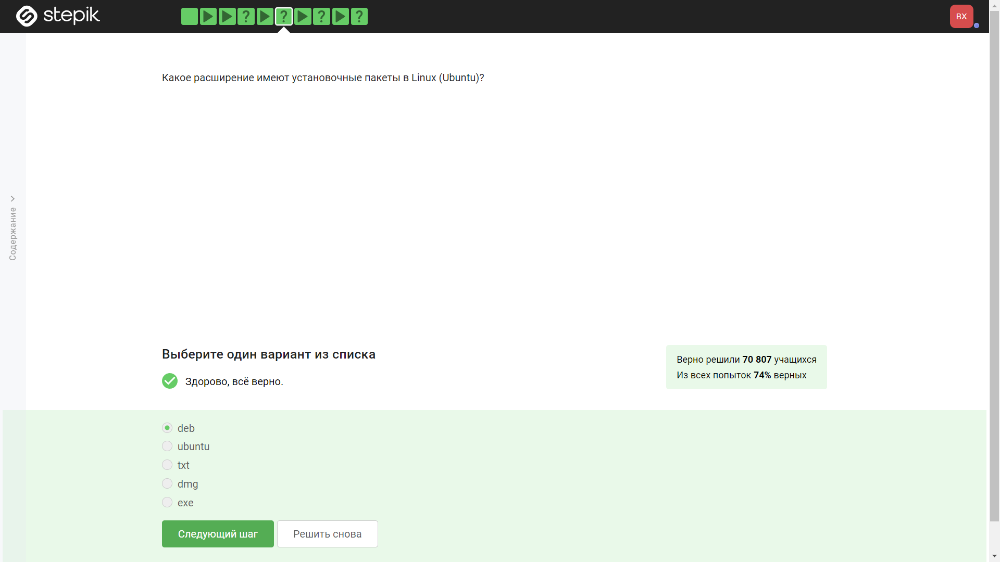 stepik
? ? ? ?
BX
Содержание
Какое расширение имеют установочные пакеты в Linux (Ubuntu)?
Выберите один вариант из списка
Здорово, всё верно.
Верно решили 70 807 учащихся
Из всех попыток 74% верных
deb
ubuntu
txt
dmg
exe
Следующий шаг
Решить снова